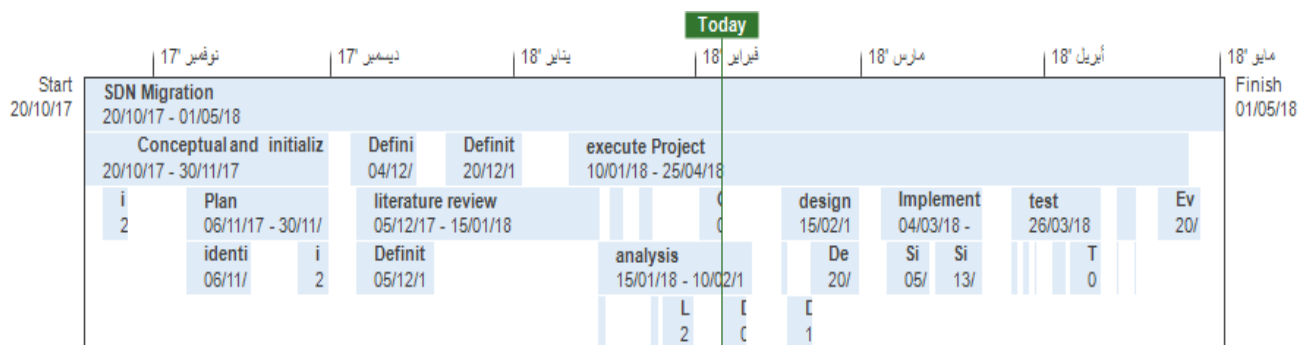 Today
نوفمبر '17
ديسمبر '17
يناير '18
فبراير '18
مارس '18
أبريل '18
مايو '18
Start
20/10/17
Finish
01/05/18
SDN Migration
20/10/17 - 01/05/18
Conceptual and initializ
20/10/17 - 30/11/17
Defini
04/12/
Definit
20/12/1
execute Project
10/01/18 - 25/04/18
i
2
Plan
06/11/17 - 30/11/
literature review
05/12/17 - 15/01/18
design
15/02/1
Implement
04/03/18 -
test
26/03/18
Ev
20/
identi
06/11/
i
2
Definit
05/12/1
analysis
15/01/18 - 10/02/1
De
20/
Si
05/
Si
13/
T
0
L
2